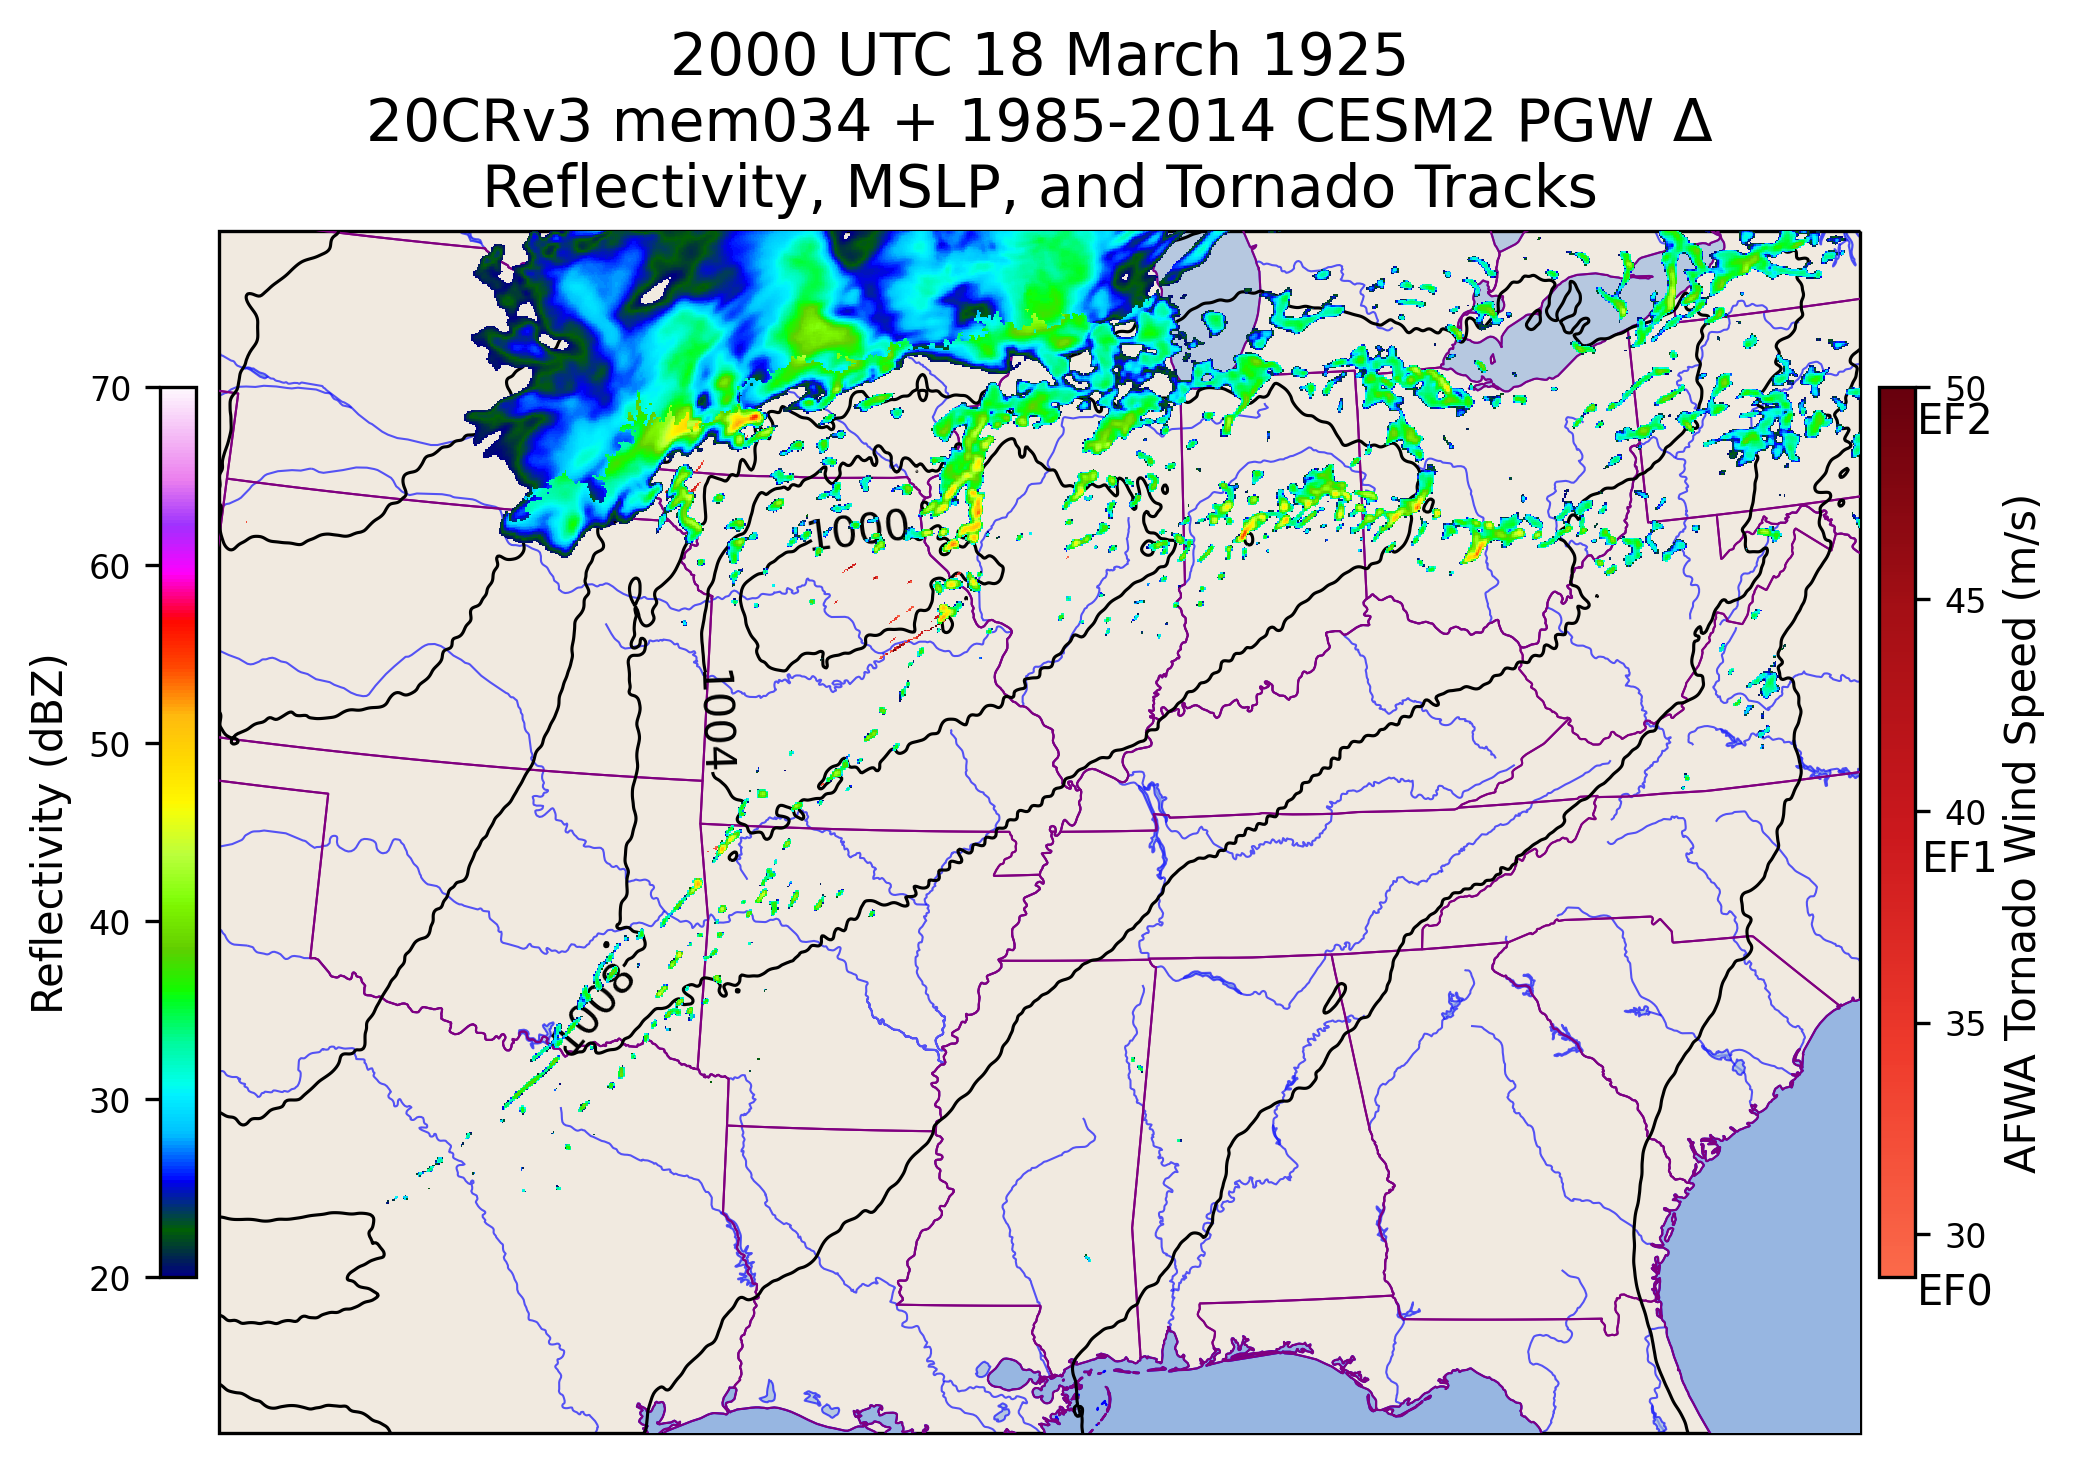 2000 UTC 18 March 1925
20CRv3 mem034 + 1985-2014 CESM2 PGW Δ
Reflectivity, MSLP, and Tornado Tracks
70
60
50
40
30
20
Reflectivity (dBZ)
1000
1004
1008
50
EF2
45
40
EF1
35
30
EF0
AFWA Tornado Wind Speed (m/s)